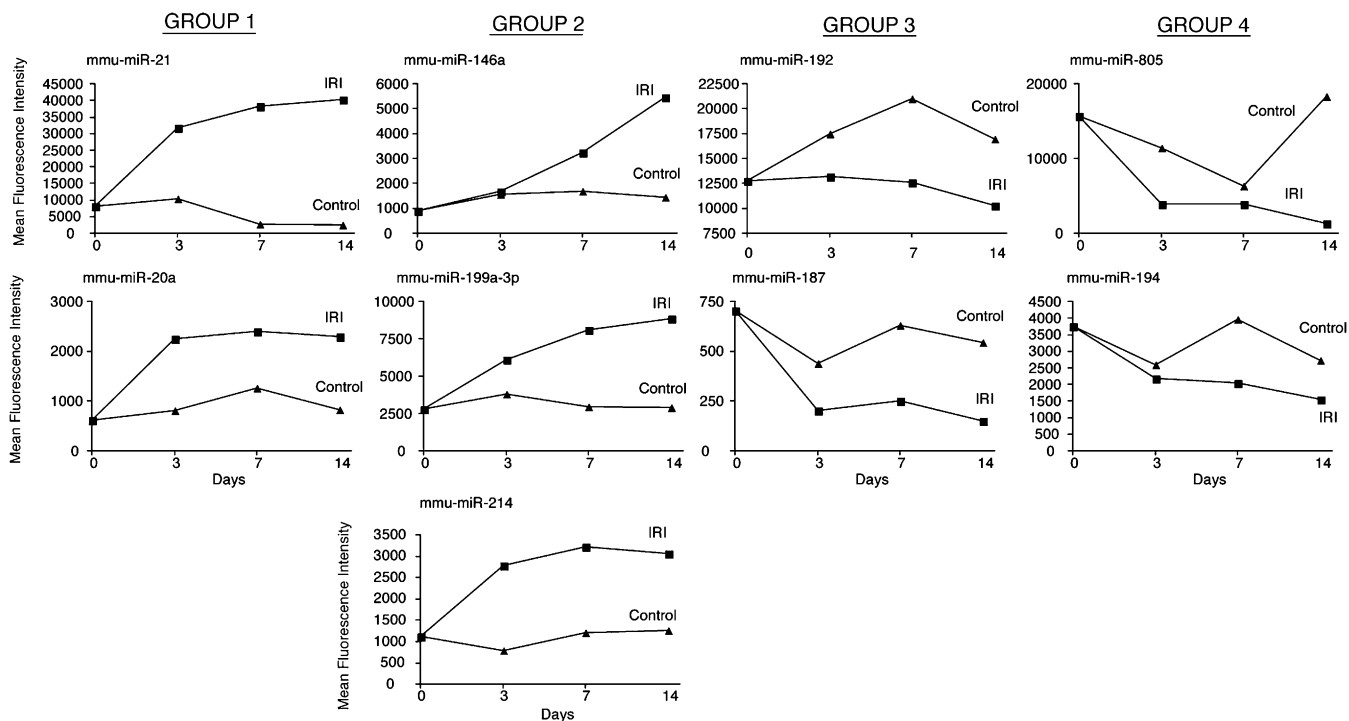 GROUP 1
GROUP 2
GROUP 3
GROUP 4
mmu-miR-21
Mean Fluorescence Intensity
45000
40000
35000
30000
25000
20000
15000
10000
5000
0
IRI
Control
0 3 7 14
mmu-miR-146a
6000
5000
4000
3000
2000
1000
0
IRI
Control
0 3 7 14
mmu-miR-192
22500
17500
15000
12500
10000
7500
Control
IRI
0 3 7 14
mmu-miR-805
20000
10000
0
Control
IRI
0 3 7 14
mmu-miR-20a
Mean Fluorescence Intensity
3000
2000
1000
0
IRI
Control
0 3 7 14
Days
mmu-miR-199a-3p
10000
7500
5000
2500
0
IRI
Control
0 3 7 14
mmu-miR-187
750
500
250
0
Control
IRI
0 3 7 14
Days
mmu-miR-194
4500
4000
3500
3000
2500
2000
1500
1000
500
0
Control
IRI
0 3 7 14
Days
mmu-miR-214
Mean Fluorescence Intensity
3500
3000
2500
2000
1500
1000
500
0
IRI
Control
0 3 7 14
Days